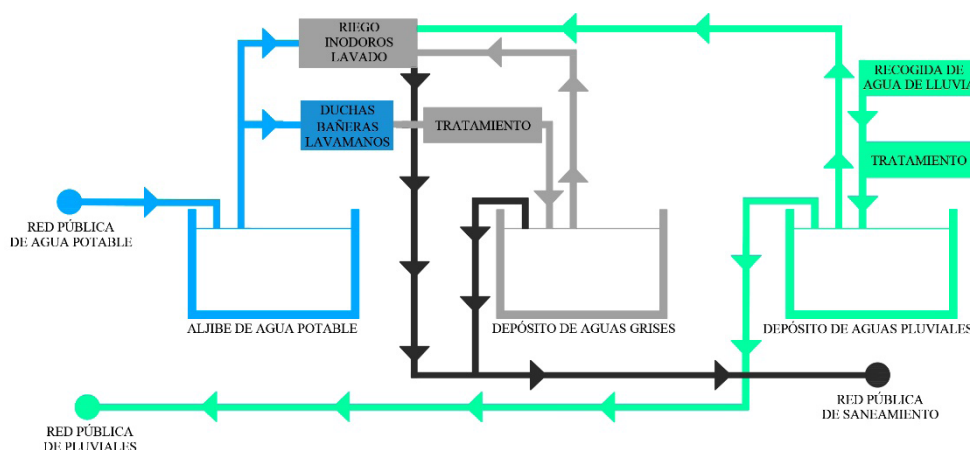 RIEGO
INODOROS
LAVADO
RECOGIDA DE
AGUA DE LLUVIA
DUCHAS
BAÑERAS
LAVAMANOS
TRATAMIENTO
TRATAMIENTO
RED PÚBLICA
DE AGUA POTABLE
ALJIBE DE AGUA POTABLE
DEPÓSITO DE AGUAS GRISES
DEPÓSITO DE AGUAS PLUVIALES
RED PÚBLICA
DE SANEAMIENTO
RED PÚBLICA
DE PLUVIALES